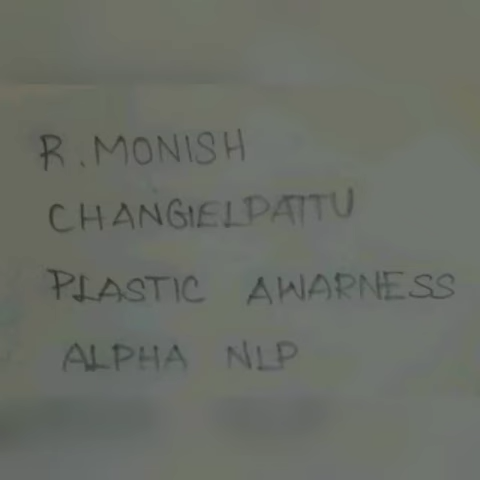 R. MONISH
CHANGIELPATTU
PLASTIC AWARNESS
ALPHA NLP